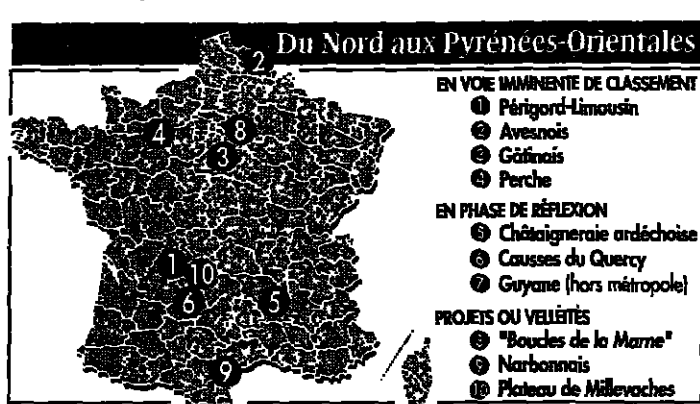 Du Nord aux Pyrénées-Orientales
EN VOIE IMMINENTE DE CLASSEMENT
1 Périgord-Limousin
2 Avesnois
3 Gâtinais
4 Perche
EN PHASE DE RÉFLEXION
5 Châtaigneraie ardéchoise
6 Causses du Quercy
7 Guyane (hors métropole)
PROJETS OU VELLÉITÉS
8 "Boucles de la Marne"
9 Narbonnais
10 Plateau de Millevaches
2
4
8
3
1
10
6
5
9